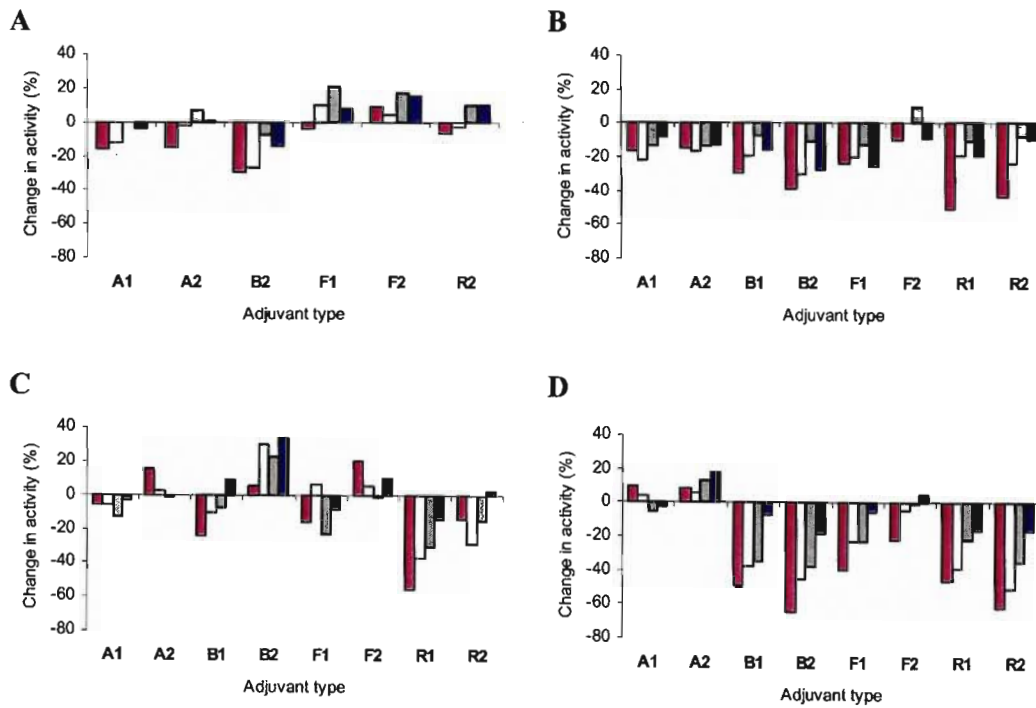 A
B
Change in activity (%)
40
20
0
-20
-40
-60
-80
A1 A2 B2 F1 F2 R2
Adjuvant type
Change in activity (%)
40
20
0
-20
-40
-60
-80
A1 A2 B1 B2 F1 F2 R1 R2
Adjuvant type
C
D
Change in activity (%)
40
20
0
-20
-40
-60
-80
A1 A2 B1 B2 F1 F2 R1 R2
Adjuvant type
Change in activity (%)
40
20
0
-20
-40
-60
-80
A1 A2 B1 B2 F1 F2 R1 R2
Adjuvant type